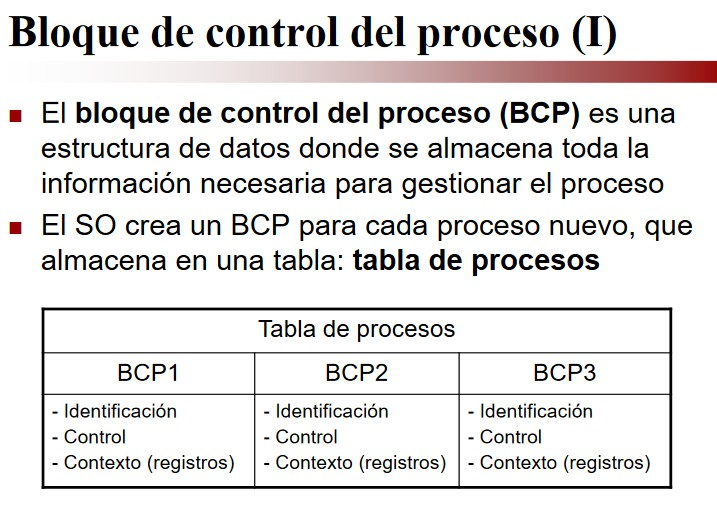 Bloque de control del proceso (I)
El bloque de control del proceso (BCP) es una
estructura de datos donde se almacena toda la
información necesaria para gestionar el proceso
El SO crea un BCP para cada proceso nuevo, que
almacena en una tabla: tabla de procesos
Tabla de procesos
BCP1 BCP2 BCP3
- Identificación - Identificación - Identificación
- Control - Control - Control
- Contexto (registros) - Contexto (registros) - Contexto (registros)